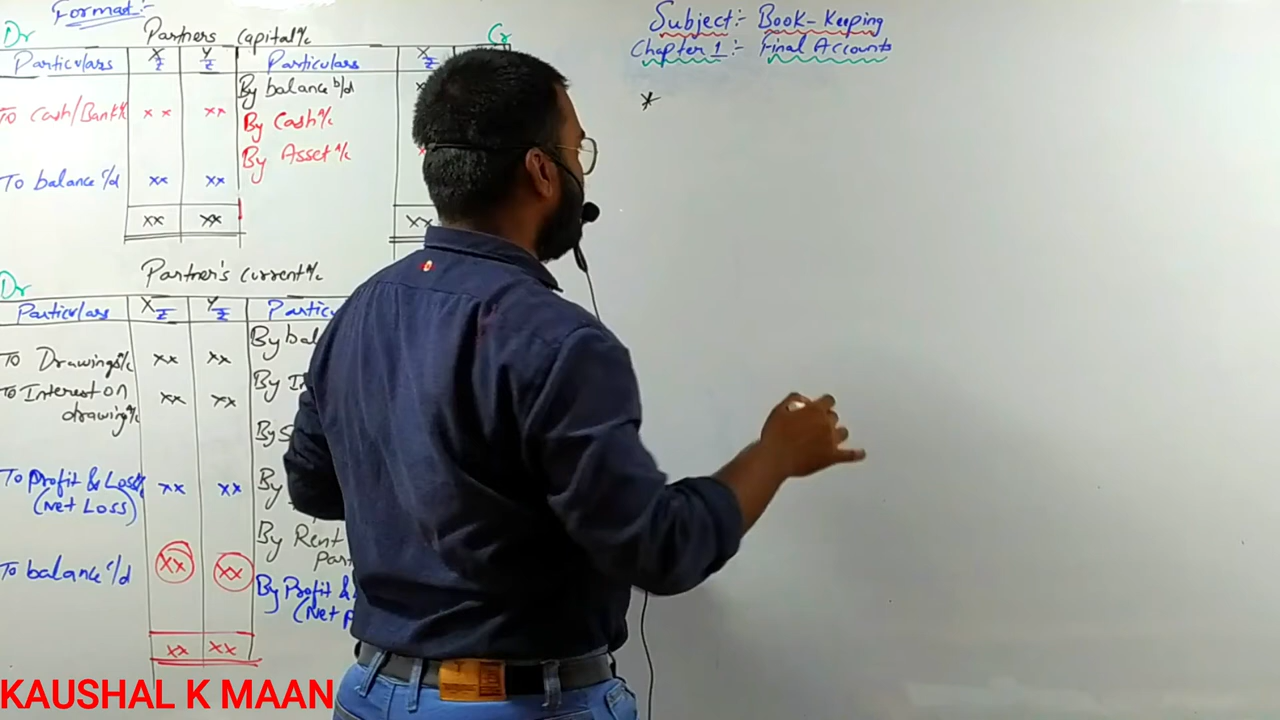 Format:-
Dr Partners Capital a/c Cr
Particulars X ₹ Y ₹ Particulars X ₹
By balance b/d
To Cash/Bank a/c xx xx By Cash a/c
By Asset a/c
To balance c/d xx xx
xx xx xx
Partner's Current a/c
Dr
Particulars X ₹ Y ₹
By bal
To Drawings a/c xx xx
To Interest on xx xx By
drawing a/c
By
To Profit & Loss a/c xx xx By
(Net Loss)
By Rent
To balance c/d xx xx
By Profit &
(Net
xx xx
Subject:- Book-Keeping
Chapter 1:- Final Accounts
*
KAUSHAL K MAAN